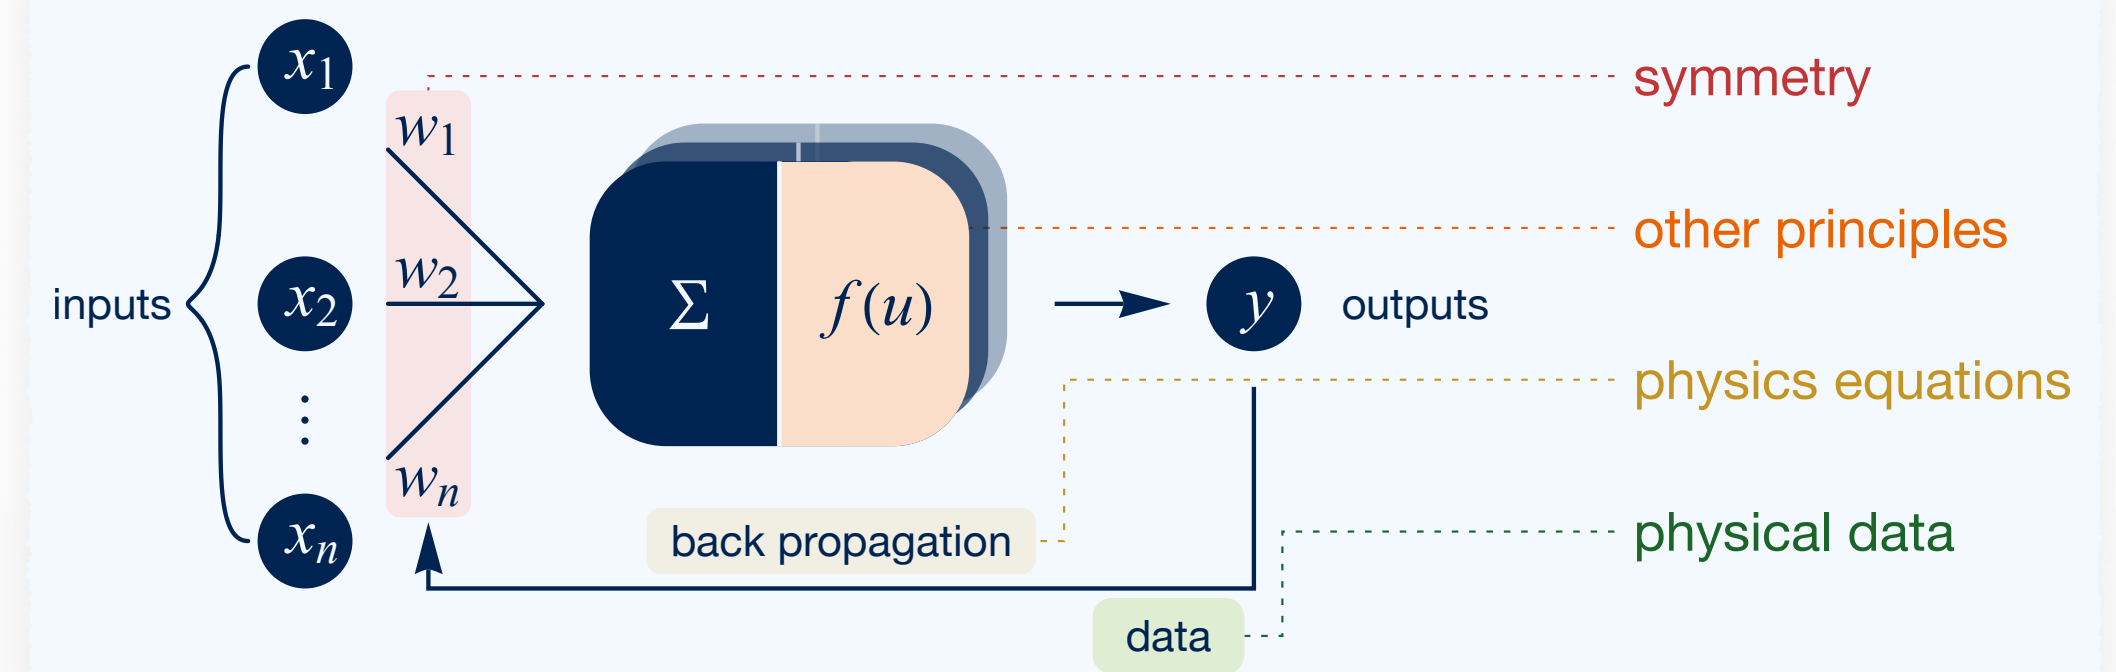 x1
symmetry
w1
other principles
w2
inputs
x2
Σ
f(u)
y
outputs
physics equations
⋮
wn
xn
back propagation
physical data
data